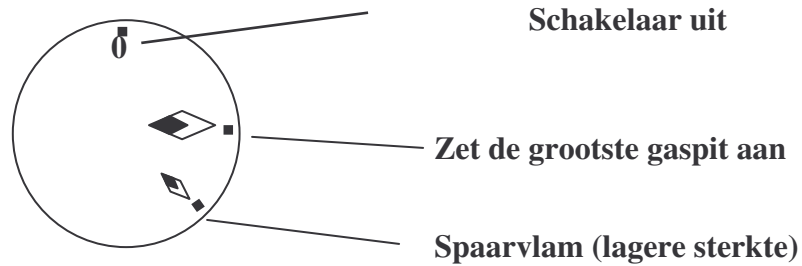 Schakelaar uit
0
Zet de grootste gaspit aan
Spaarvlam (lagere sterkte)